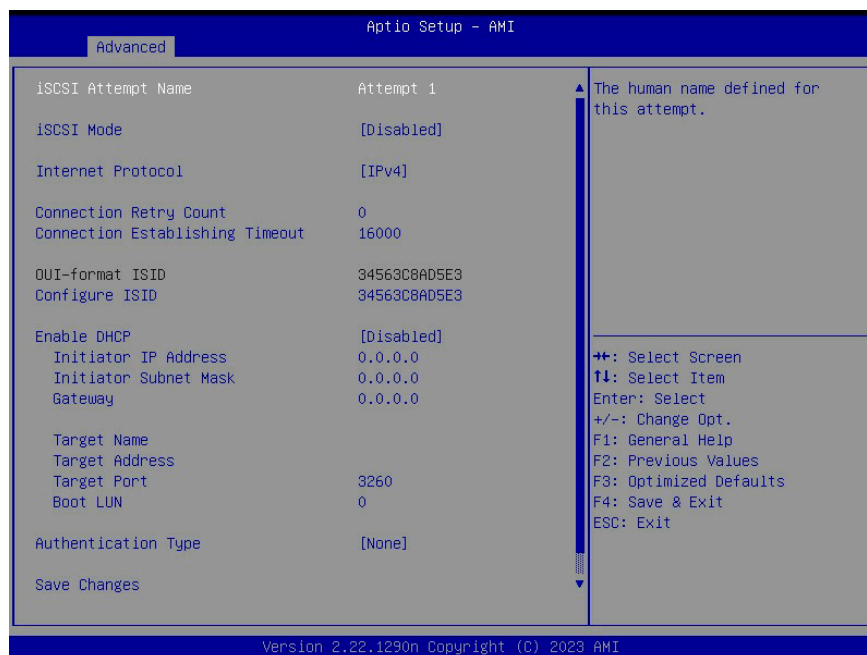 Aptio Setup – AMI
Advanced
iSCSI Attempt Name Attempt 1
iSCSI Mode [Disabled]
Internet Protocol [IPv4]
Connection Retry Count 0
Connection Establishing Timeout 16000
OUI-format ISID 34563C8AD5E3
Configure ISID 34563C8AD5E3
Enable DHCP [Disabled]
Initiator IP Address 0.0.0.0
Initiator Subnet Mask 0.0.0.0
Gateway 0.0.0.0
Target Name
Target Address
Target Port 3260
Boot LUN 0
Authentication Type [None]
Save Changes
The human name defined for
this attempt.
→←: Select Screen
↑↓: Select Item
Enter: Select
+/-: Change Opt.
F1: General Help
F2: Previous Values
F3: Optimized Defaults
F4: Save & Exit
ESC: Exit
Version 2.22.1290n Copyright (C) 2023 AMI